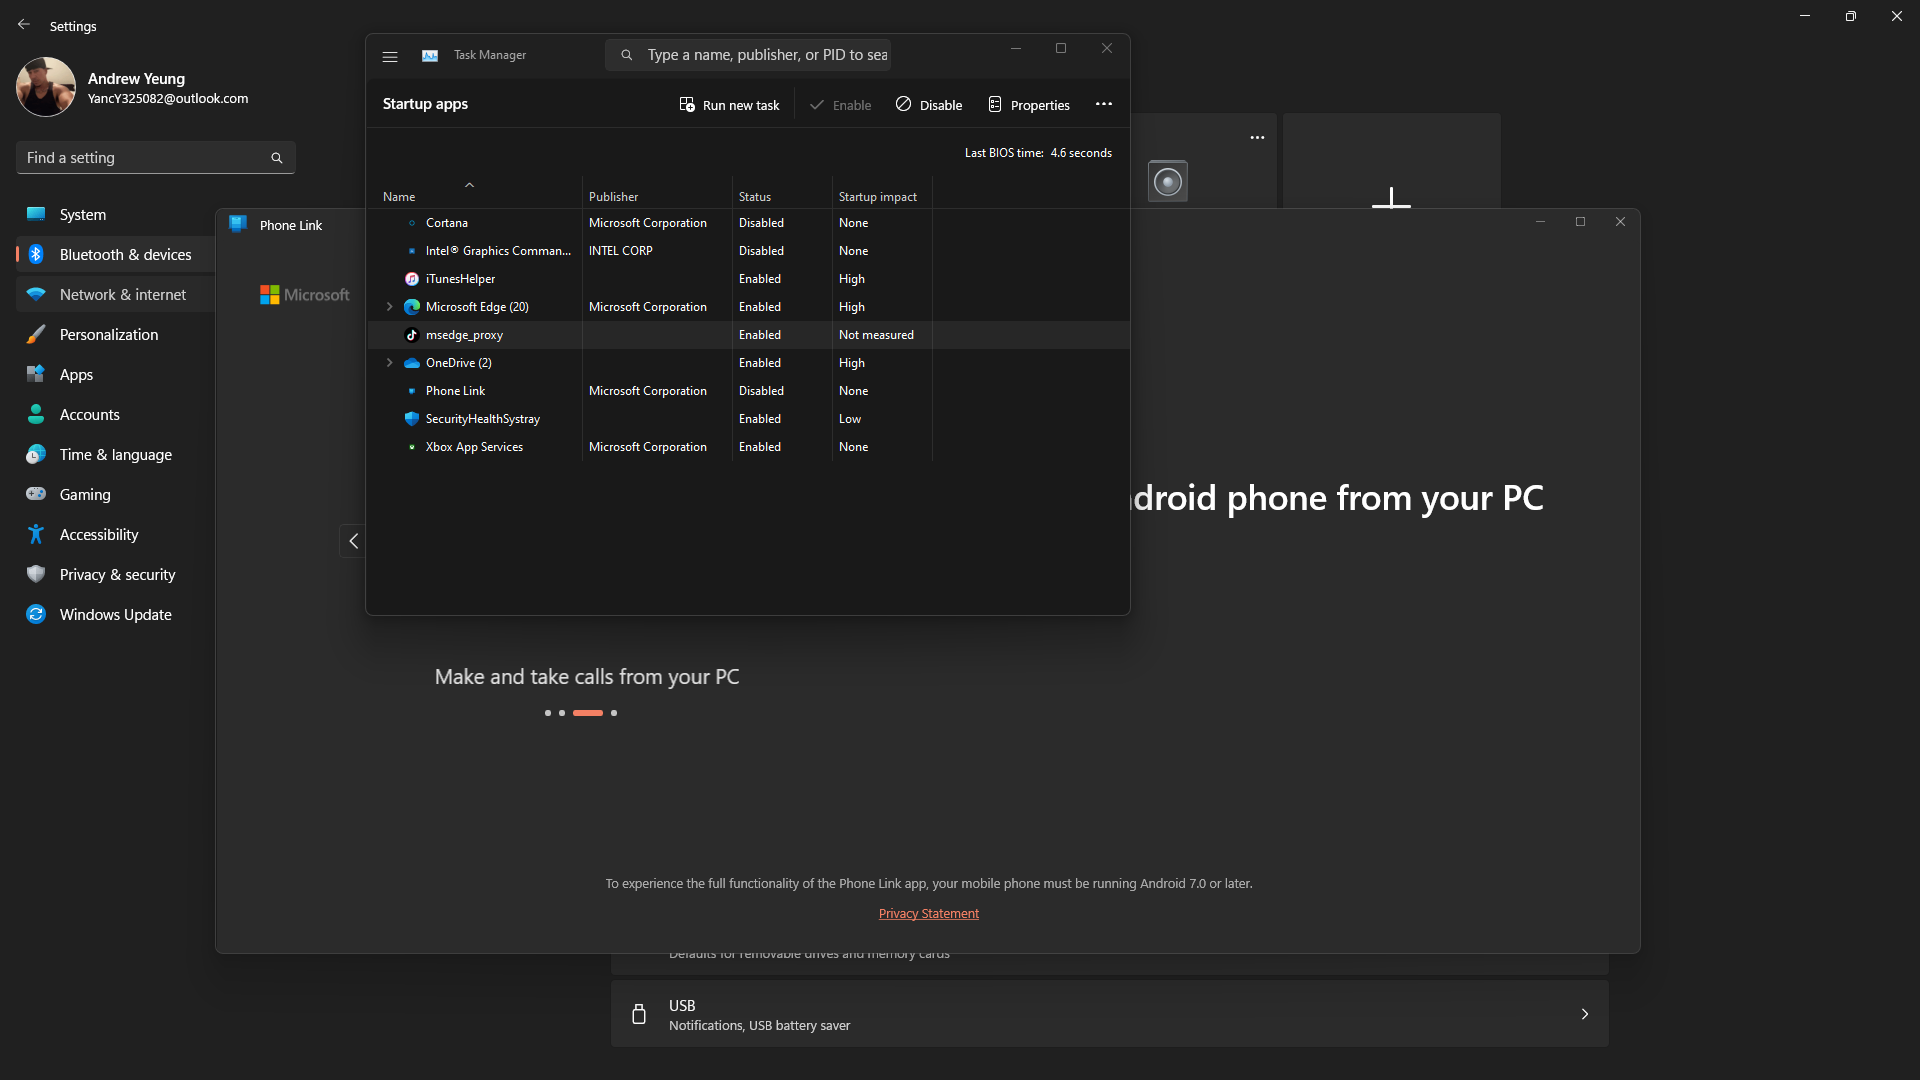 Settings
Andrew Yeung
YancY325082@outlook.com
Find a setting
System
Bluetooth & devices
Network & internet
Personalization
Apps
Accounts
Time & language
Gaming
Accessibility
Privacy & security
Windows Update
Task Manager
Type a name, publisher, or PID to sea
Startup apps
Run new task
Enable
Disable
Properties
Last BIOS time: 4.6 seconds
Name Publisher Status Startup impact
Cortana Microsoft Corporation Disabled None
Intel® Graphics Comman... INTEL CORP Disabled None
iTunesHelper Enabled High
Microsoft Edge (20) Microsoft Corporation Enabled High
msedge_proxy Enabled Not measured
OneDrive (2) Enabled High
Phone Link Microsoft Corporation Disabled None
SecurityHealthSystray Enabled Low
Xbox App Services Microsoft Corporation Enabled None
Phone Link
Microsoft
droid phone from your PC
Make and take calls from your PC
To experience the full functionality of the Phone Link app, your mobile phone must be running Android 7.0 or later.
Privacy Statement
Defaults for removable drives and memory cards
USB
Notifications, USB battery saver